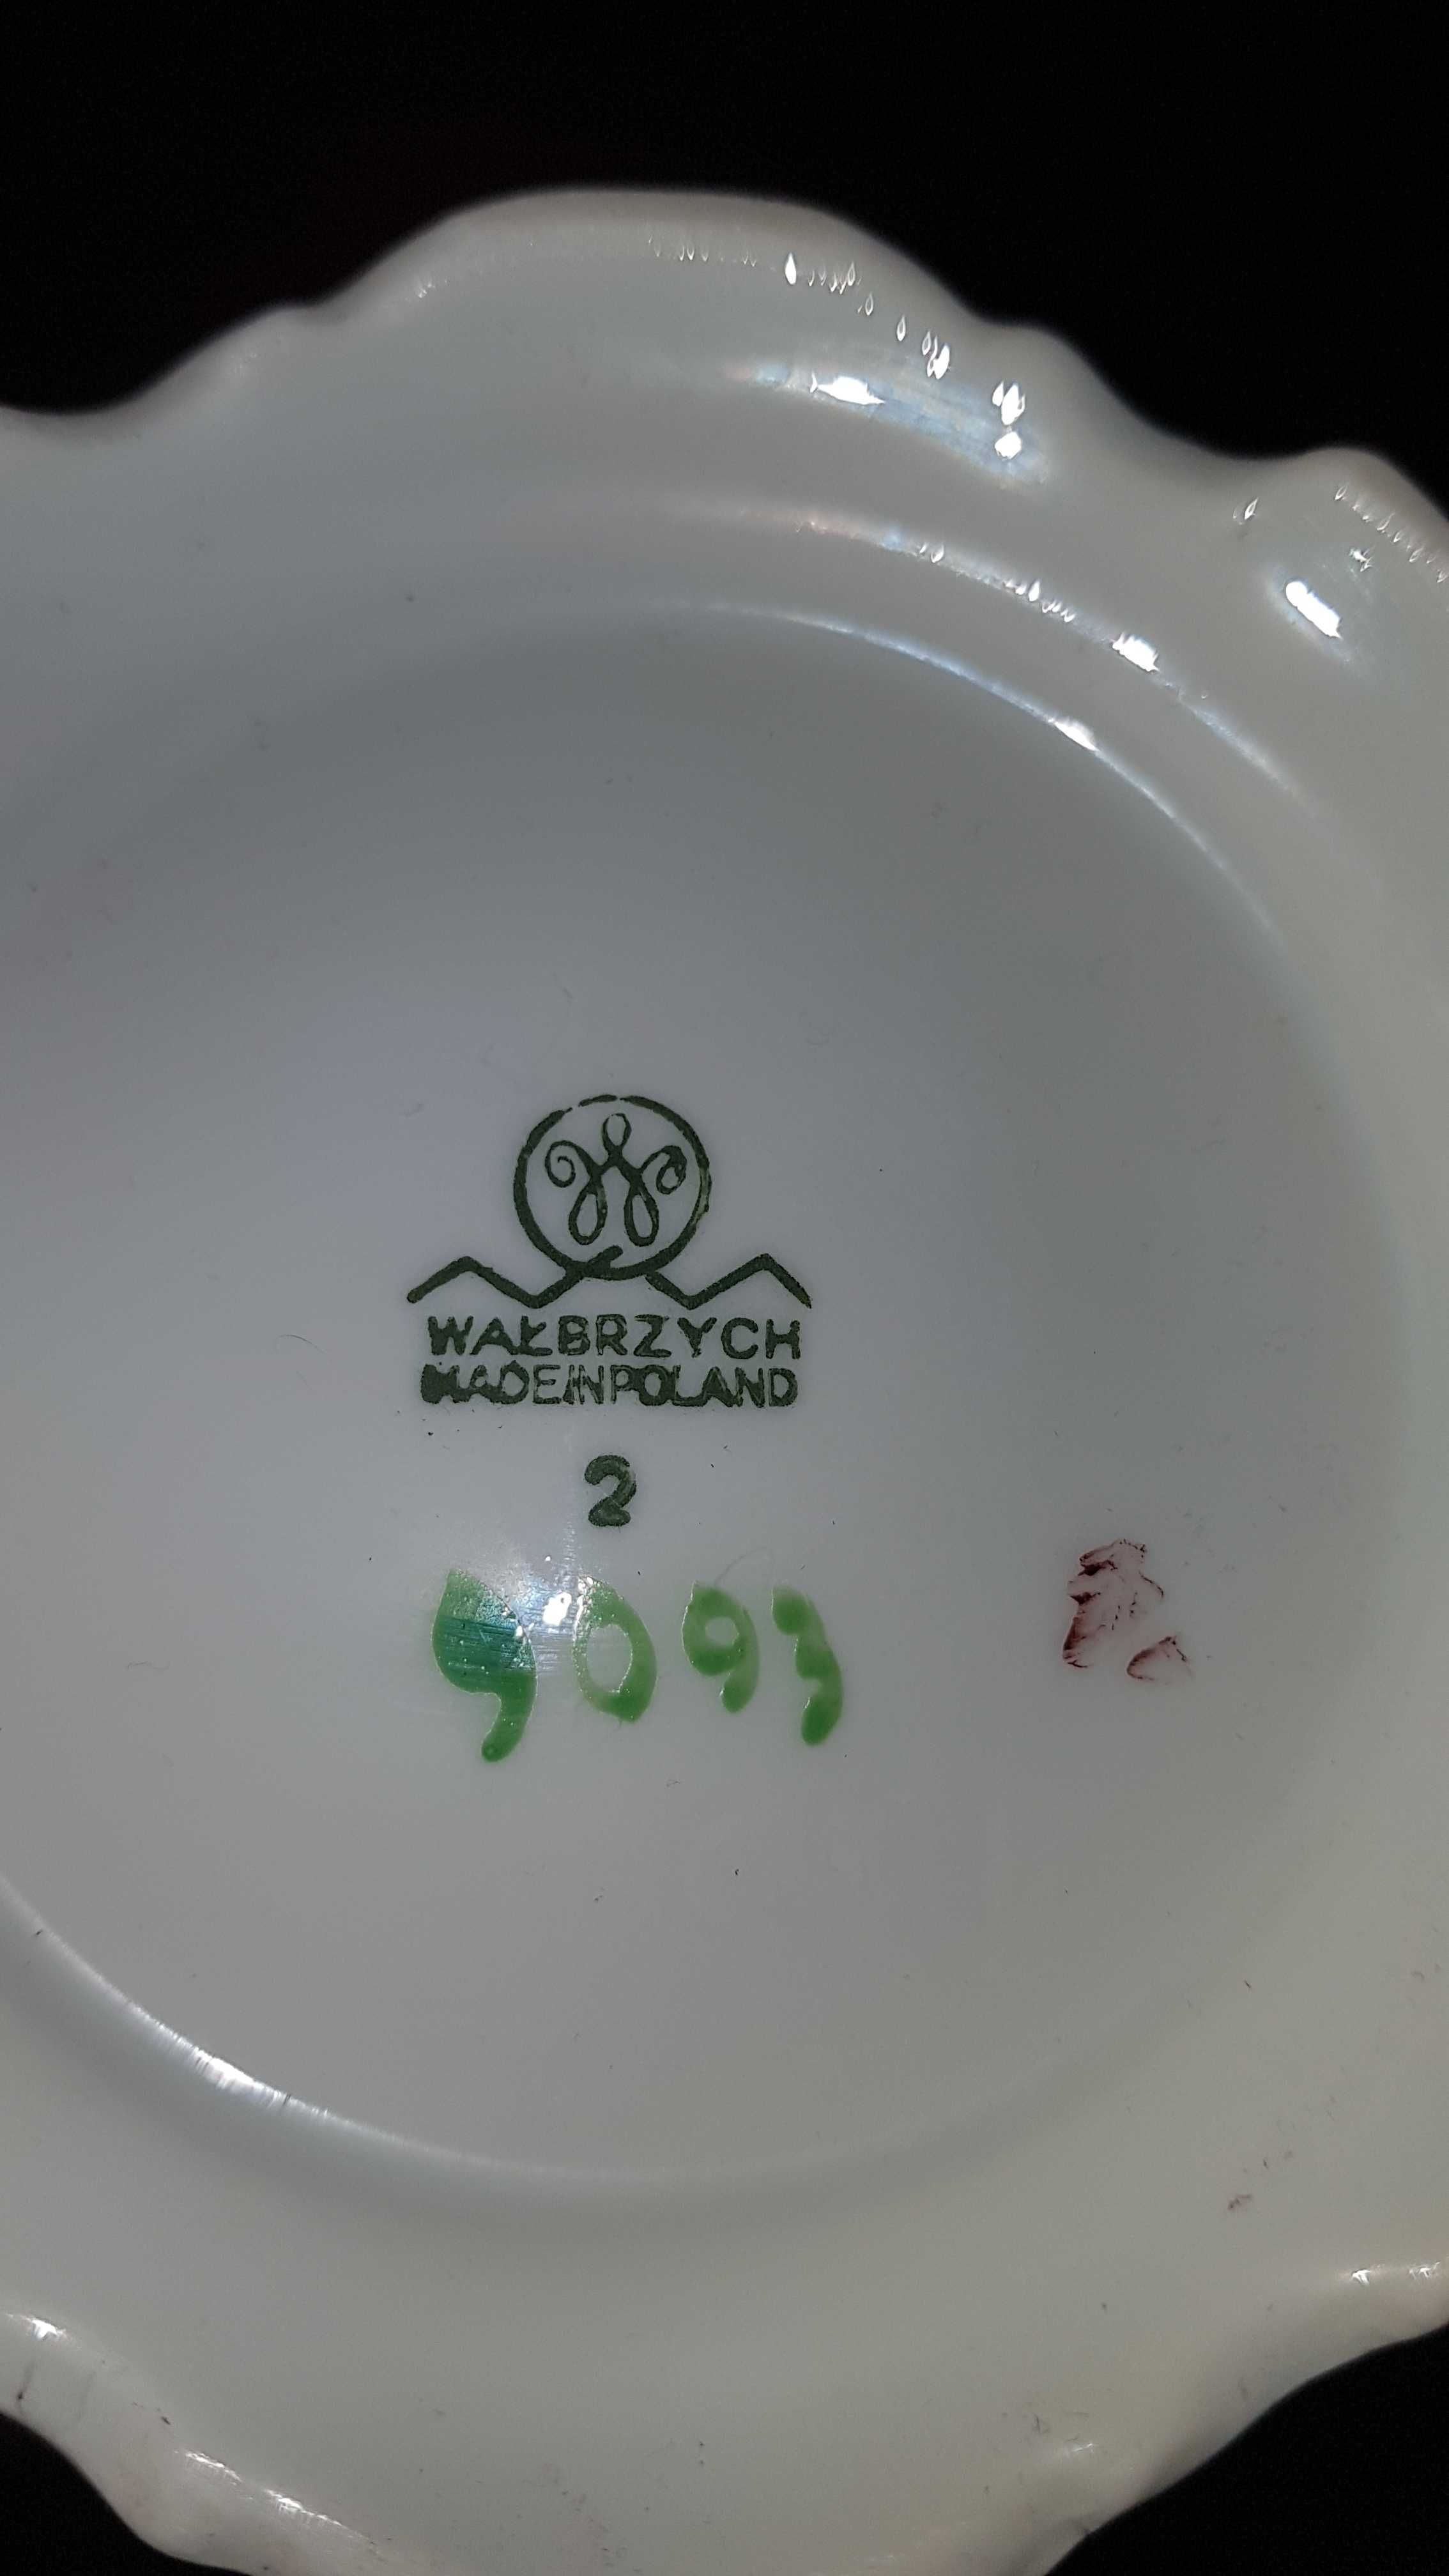 W
WAŁBRZYCH
MADE IN POLAND
2
9093